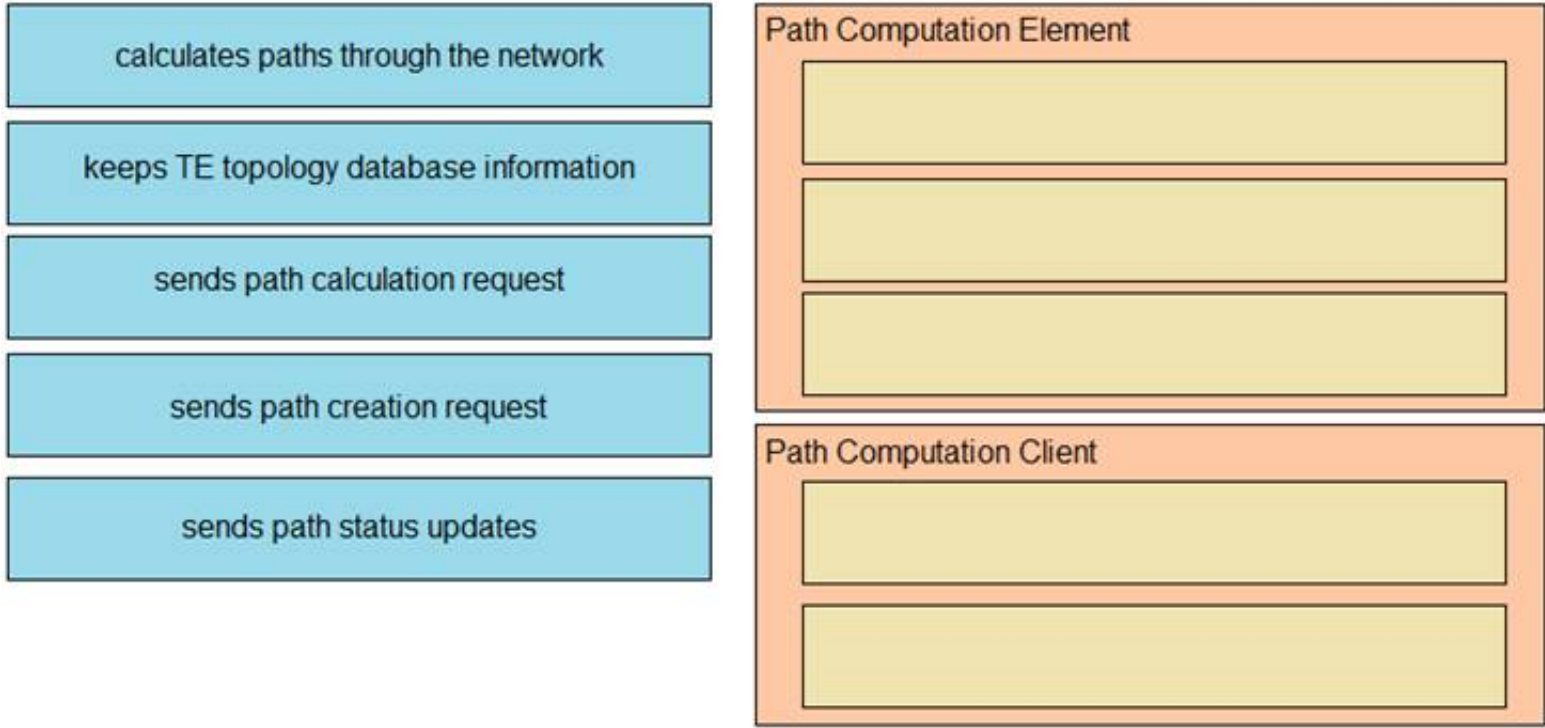 calculates paths through the network
keeps TE topology database information
sends path calculation request
sends path creation request
sends path status updates
Path Computation Element
Path Computation Client